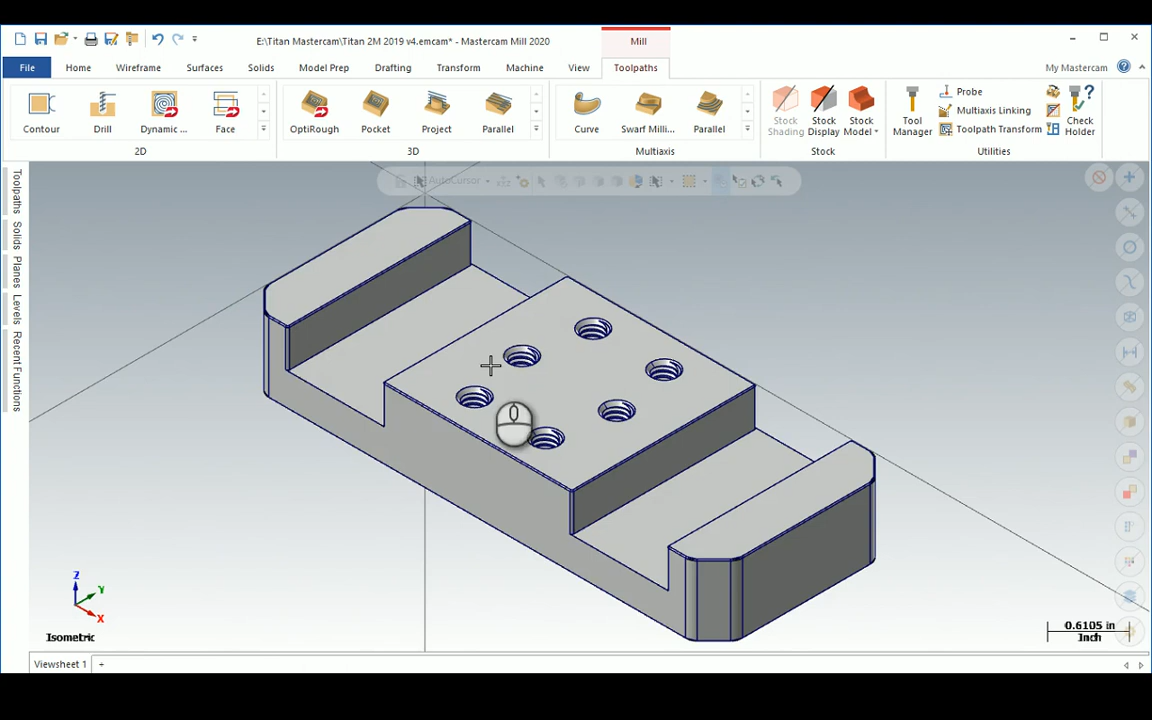 E:\Titan Mastercam\Titan 2M 2019 v4.emcam* - Mastercam Mill 2020
Mill
File Home Wireframe Surfaces Solids Model Prep Drafting Transform Machine View Toolpaths My Mastercam
Contour Drill Dynamic ... Face
2D
OptiRough Pocket Project Parallel
3D
Curve Swarf Milli... Parallel
Multiaxis
Stock Shading Stock Display Stock Model
Stock
Tool Manager Probe Multiaxis Linking Toolpath Transform Check Holder
Utilities
AutoCursor
Toolpaths
Solids
Planes
Levels
Recent Functions
Z
Y
X
Isometric
0.6105 in
Inch
Viewsheet 1 +